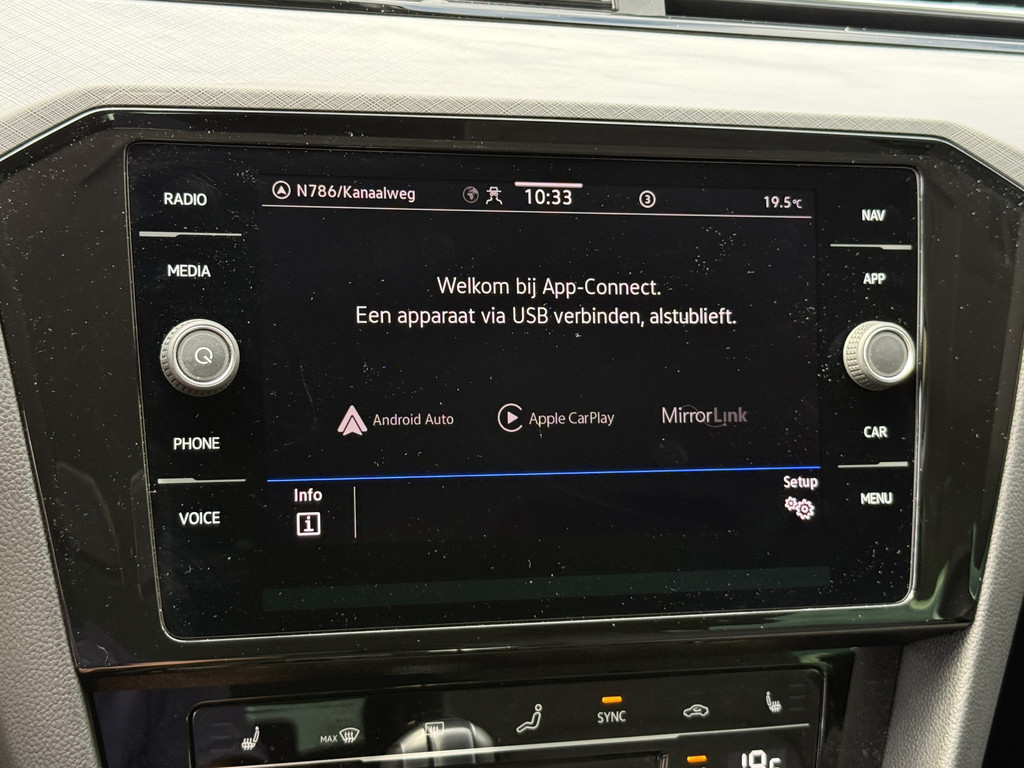 RADIO
MEDIA
PHONE
VOICE
N786/Kanaalweg
10:33
3
19.5°C
Welkom bij App-Connect.
Een apparaat via USB verbinden, alstublieft.
Android Auto
Apple CarPlay
MirrorLink
Info
i
Setup
NAV
APP
CAR
MENU
MAX
SYNC